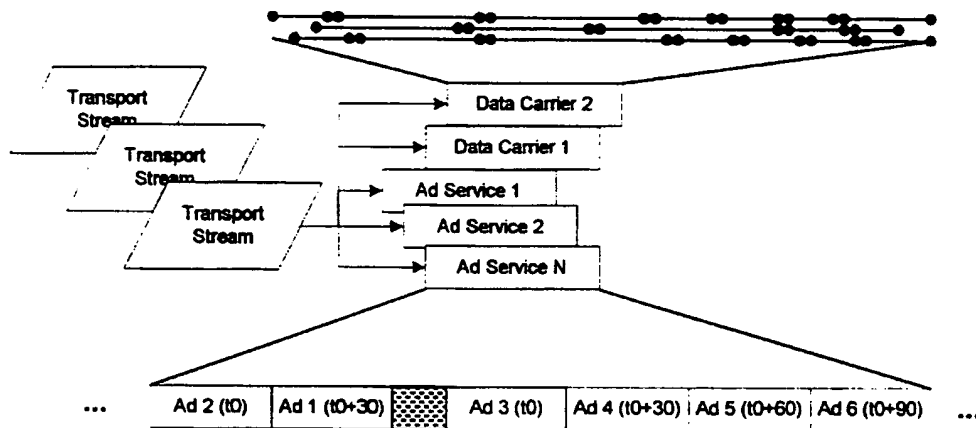 Transport
Stream
Transport
Stream
Transport
Stream
Data Carrier 2
Data Carrier 1
Ad Service 1
Ad Service 2
Ad Service N
... Ad 2 (t0) Ad 1 (t0+30) Ad 3 (t0) Ad 4 (t0+30) Ad 5 (t0+60) Ad 6 (t0+90) ...